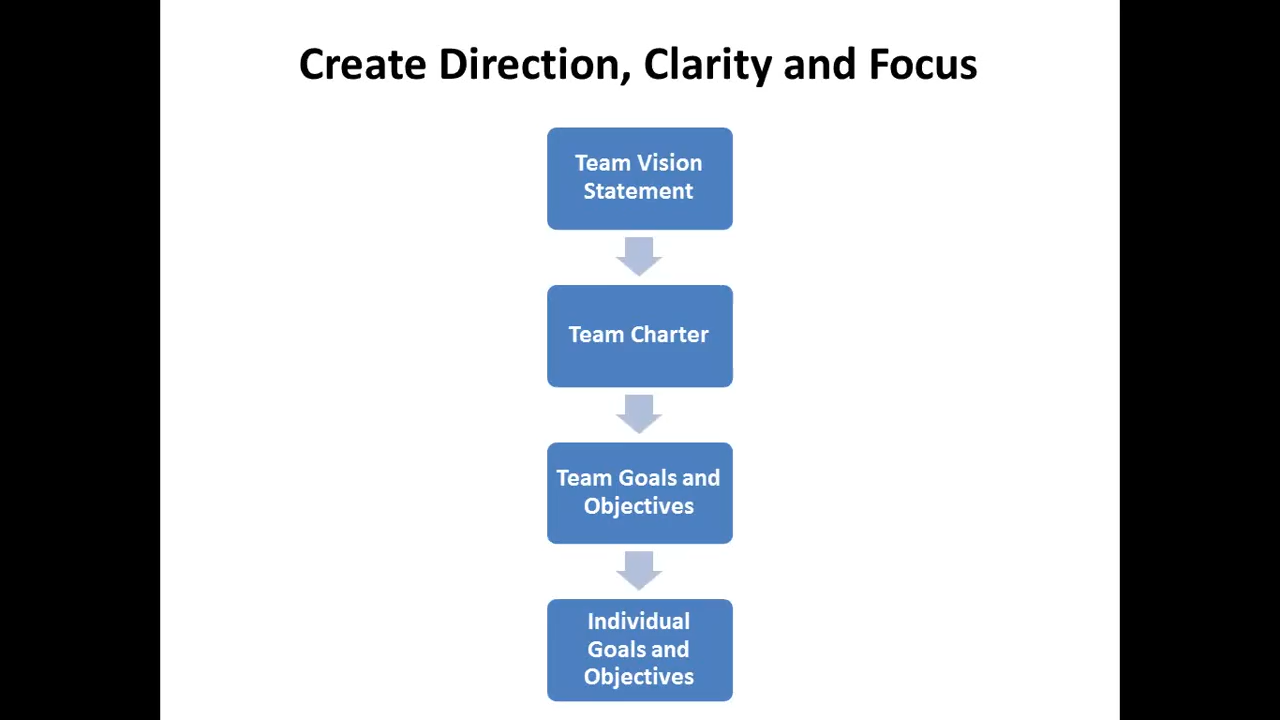 Create Direction, Clarity and Focus
Team Vision
Statement
Team Charter
Team Goals and
Objectives
Individual
Goals and
Objectives